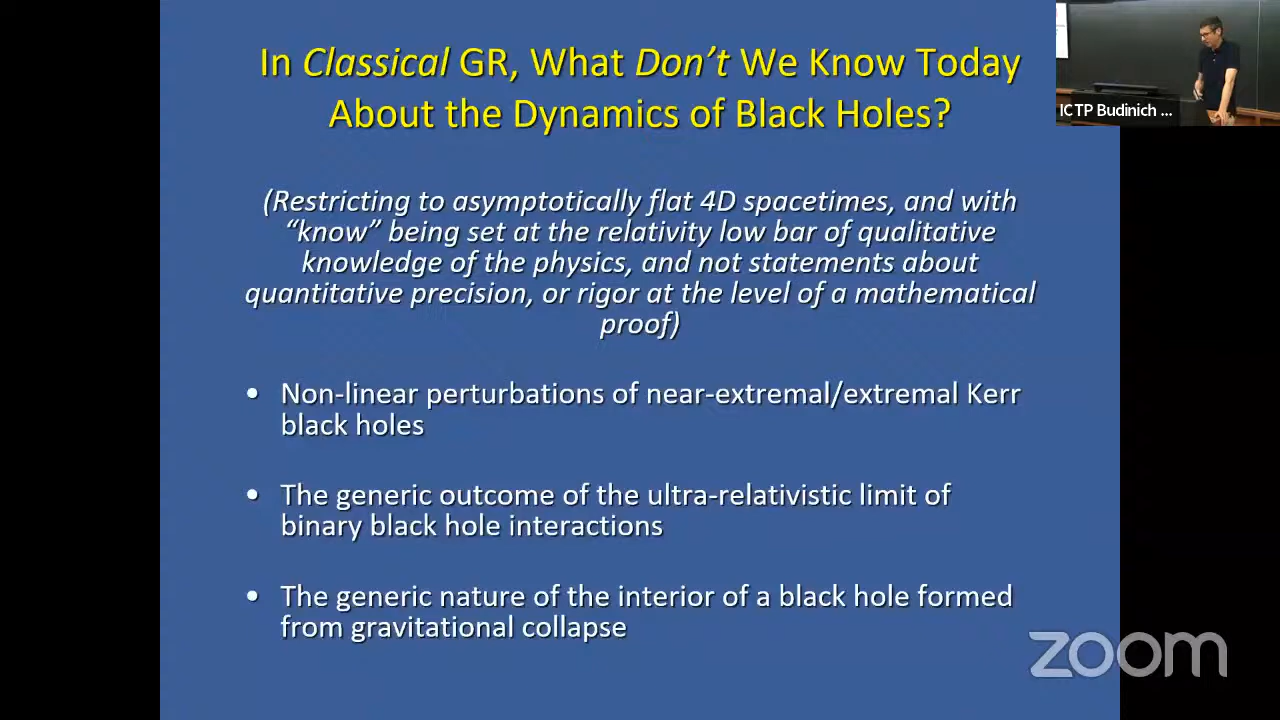 In Classical GR, What Don't We Know Today
About the Dynamics of Black Holes?
(Restricting to asymptotically flat 4D spacetimes, and with
"know" being set at the relativity low bar of qualitative
knowledge of the physics, and not statements about
quantitative precision, or rigor at the level of a mathematical
proof)
• Non-linear perturbations of near-extremal/extremal Kerr
black holes
• The generic outcome of the ultra-relativistic limit of
binary black hole interactions
• The generic nature of the interior of a black hole formed
from gravitational collapse
ICTP Budinich ...
zoom